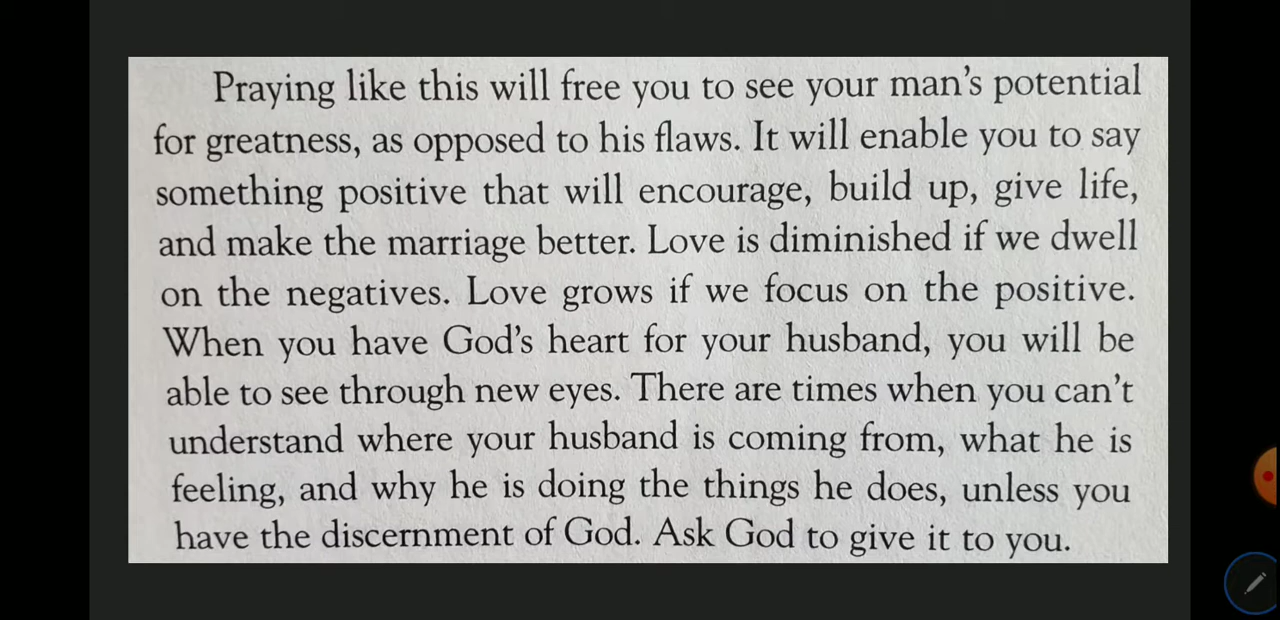 Praying like this will free you to see your man's potential
for greatness, as opposed to his flaws. It will enable you to say
something positive that will encourage, build up, give life,
and make the marriage better. Love is diminished if we dwell
on the negatives. Love grows if we focus on the positive.
When you have God's heart for your husband, you will be
able to see through new eyes. There are times when you can't
understand where your husband is coming from, what he is
feeling, and why he is doing the things he does, unless you
have the discernment of God. Ask God to give it to you.